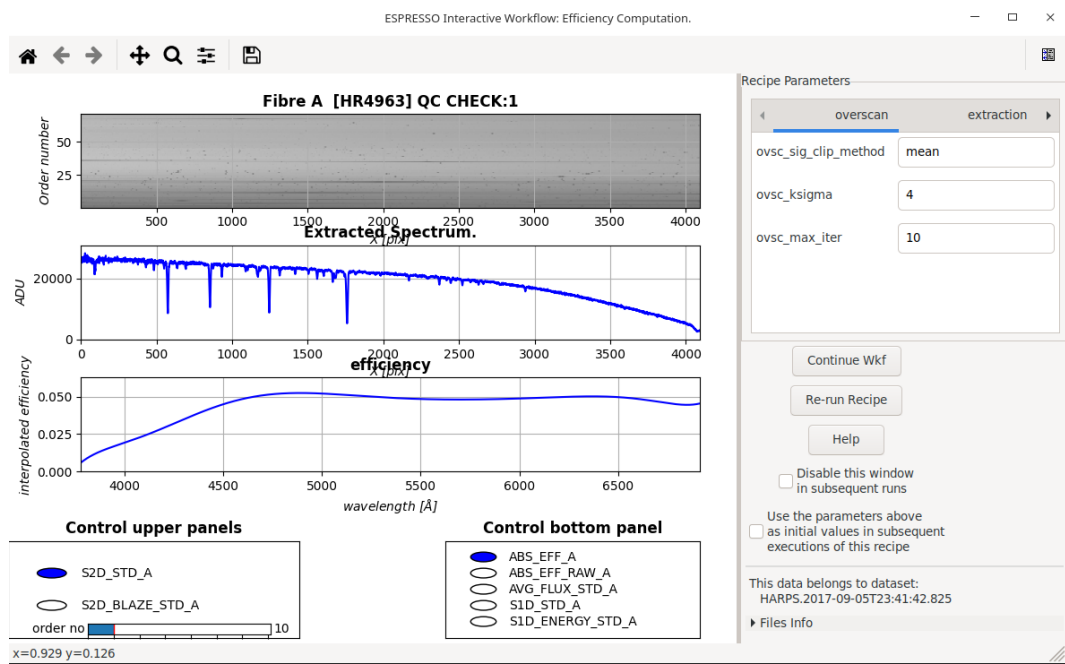 ESPRESSO Interactive Workflow: Efficiency Computation.
Fibre A [HR4963] QC CHECK:1
Order number
50
25
500 1000 1500 2000 2500 3000 3500 4000
X [pix]
Extracted Spectrum.
ADU
20000
0
0 500 1000 1500 2000 2500 3000 3500 4000
X [pix]
efficiency
interpolated efficiency
0.050
0.025
0.000
4000 4500 5000 5500 6000 6500
wavelength [Å]
Control upper panels
S2D_STD_A
S2D_BLAZE_STD_A
order no 10
Control bottom panel
ABS_EFF_A
ABS_EFF_RAW_A
AVG_FLUX_STD_A
S1D_STD_A
S1D_ENERGY_STD_A
Recipe Parameters
overscan extraction
ovsc_sig_clip_method mean
ovsc_ksigma 4
ovsc_max_iter 10
Continue Wkf
Re-run Recipe
Help
Disable this window
in subsequent runs
Use the parameters above
as initial values in subsequent
executions of this recipe
This data belongs to dataset:
HARPS.2017-09-05T23:41:42.825
Files Info
x=0.929 y=0.126